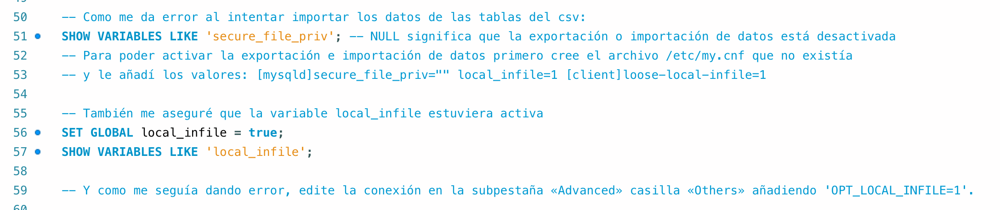 50 -- Como me da error al intentar importar los datos de las tablas del csv:
51 SHOW VARIABLES LIKE 'secure_file_priv'; -- NULL significa que la exportación o importación de datos está desactivada
52 -- Para poder activar la exportación e importación de datos primero cree el archivo /etc/my.cnf que no existía
53 -- y le añadí los valores: [mysqld]secure_file_priv="" local_infile=1 [client]loose-local-infile=1
54
55 -- También me aseguré que la variable local_infile estuviera activa
56 SET GLOBAL local_infile = true;
57 SHOW VARIABLES LIKE 'local_infile';
58
59 -- Y como me seguía dando error, edite la conexión en la subpestaña «Advanced» casilla «Others» añadiendo 'OPT_LOCAL_INFILE=1'.
60